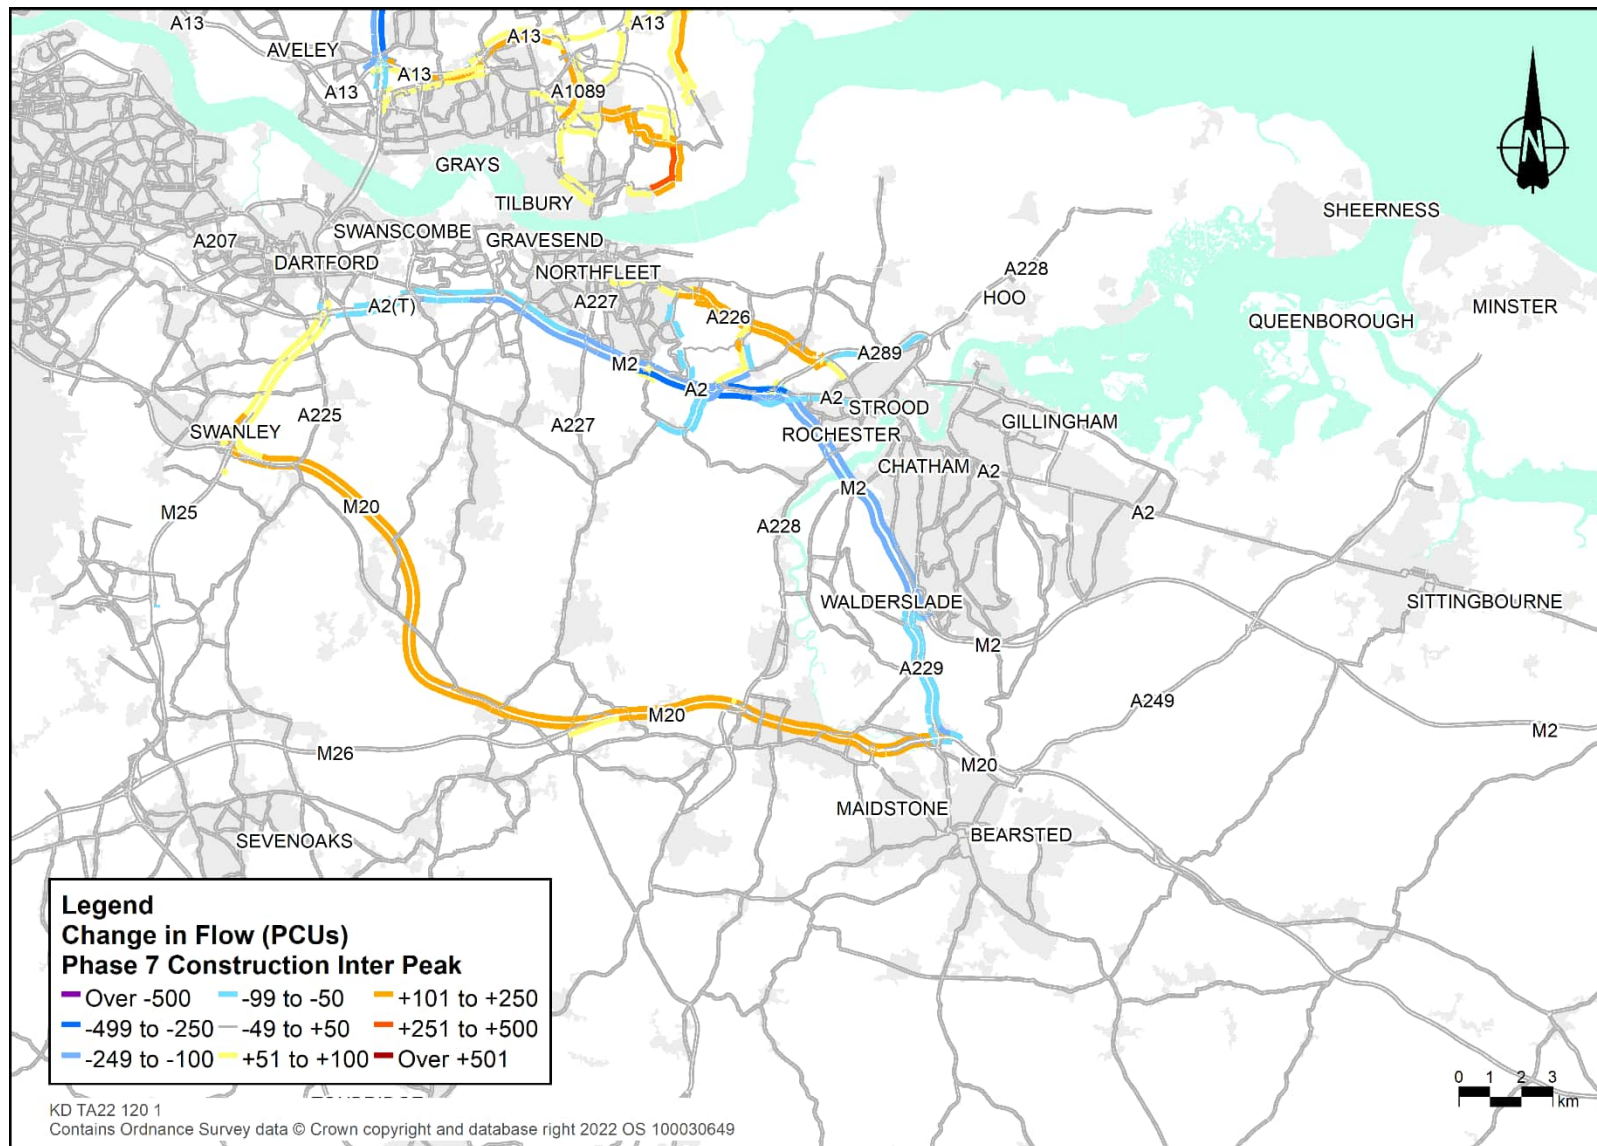 A13
A13
A13
AVELEY
A13
A13
A1089
GRAYS
TILBURY
SHEERNESS
SWANSCOMBE
A207
GRAVESEND
DARTFORD
NORTHFLEET
A228
HOO
MINSTER
A2(T)
A227
A226
QUEENBOROUGH
A289
M2
A2
A2
STROOD
A225
SWANLEY
A227
ROCHESTER
GILLINGHAM
CHATHAM
A2
M2
M20
M25
A228
A2
WALDERSLADE
SITTINGBOURNE
M2
A229
A249
M20
M2
M26
M20
MAIDSTONE
BEARSTED
SEVENOAKS
Legend
Change in Flow (PCUs)
Phase 7 Construction Inter Peak
Over -500 -99 to -50 +101 to +250
-499 to -250 -49 to +50 +251 to +500
-249 to -100 +51 to +100 Over +501
N
0 1 2 3
km
KD TA22 120 1
Contains Ordnance Survey data © Crown copyright and database right 2022 OS 100030649